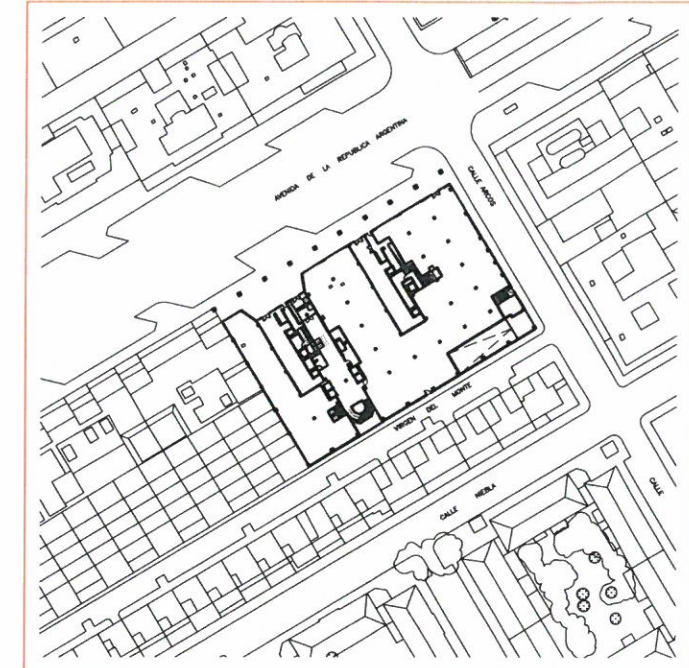 AVENIDA DE LA REPUBLICA ARGENTINA
CALLE ARCOS
VIRGEN DEL MONTE
CALLE NIEBLA
CALLE